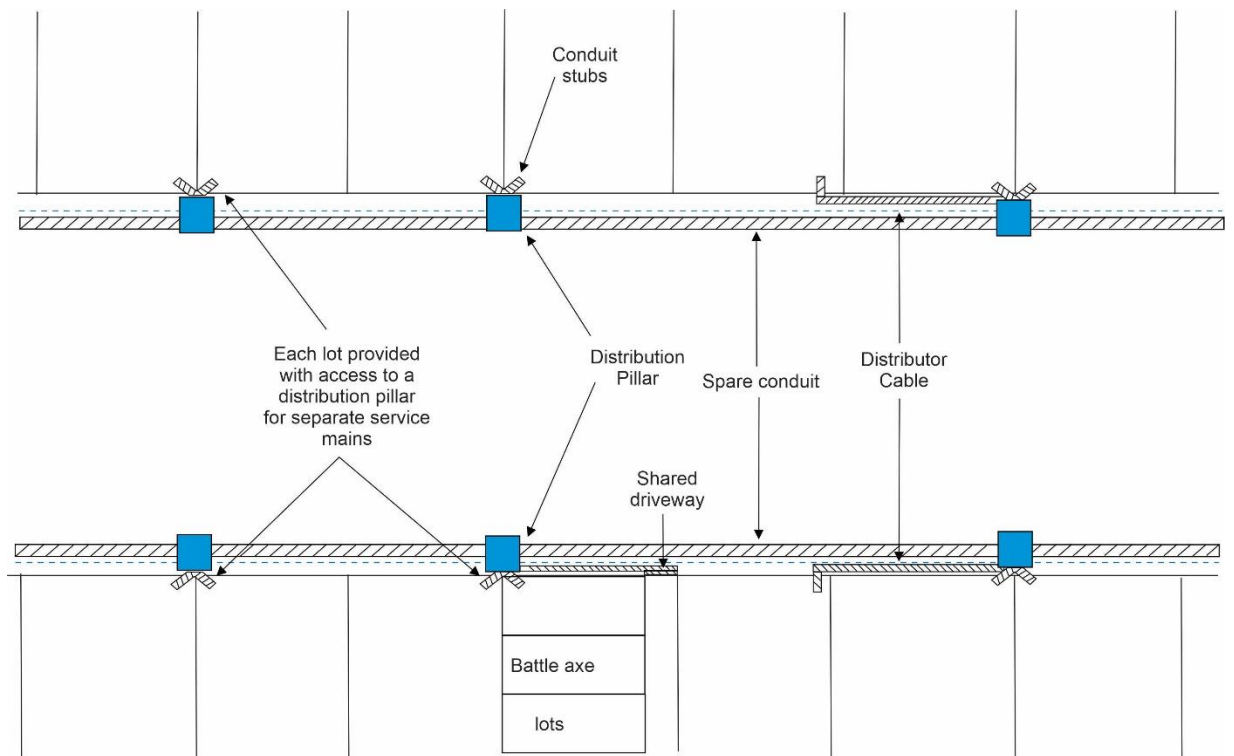 Conduit
stubs
Each lot provided
with access to a
distribution pillar
for separate service
mains
Distribution
Pillar
Spare conduit
Distributor
Cable
Shared
driveway
Battle axe
lots